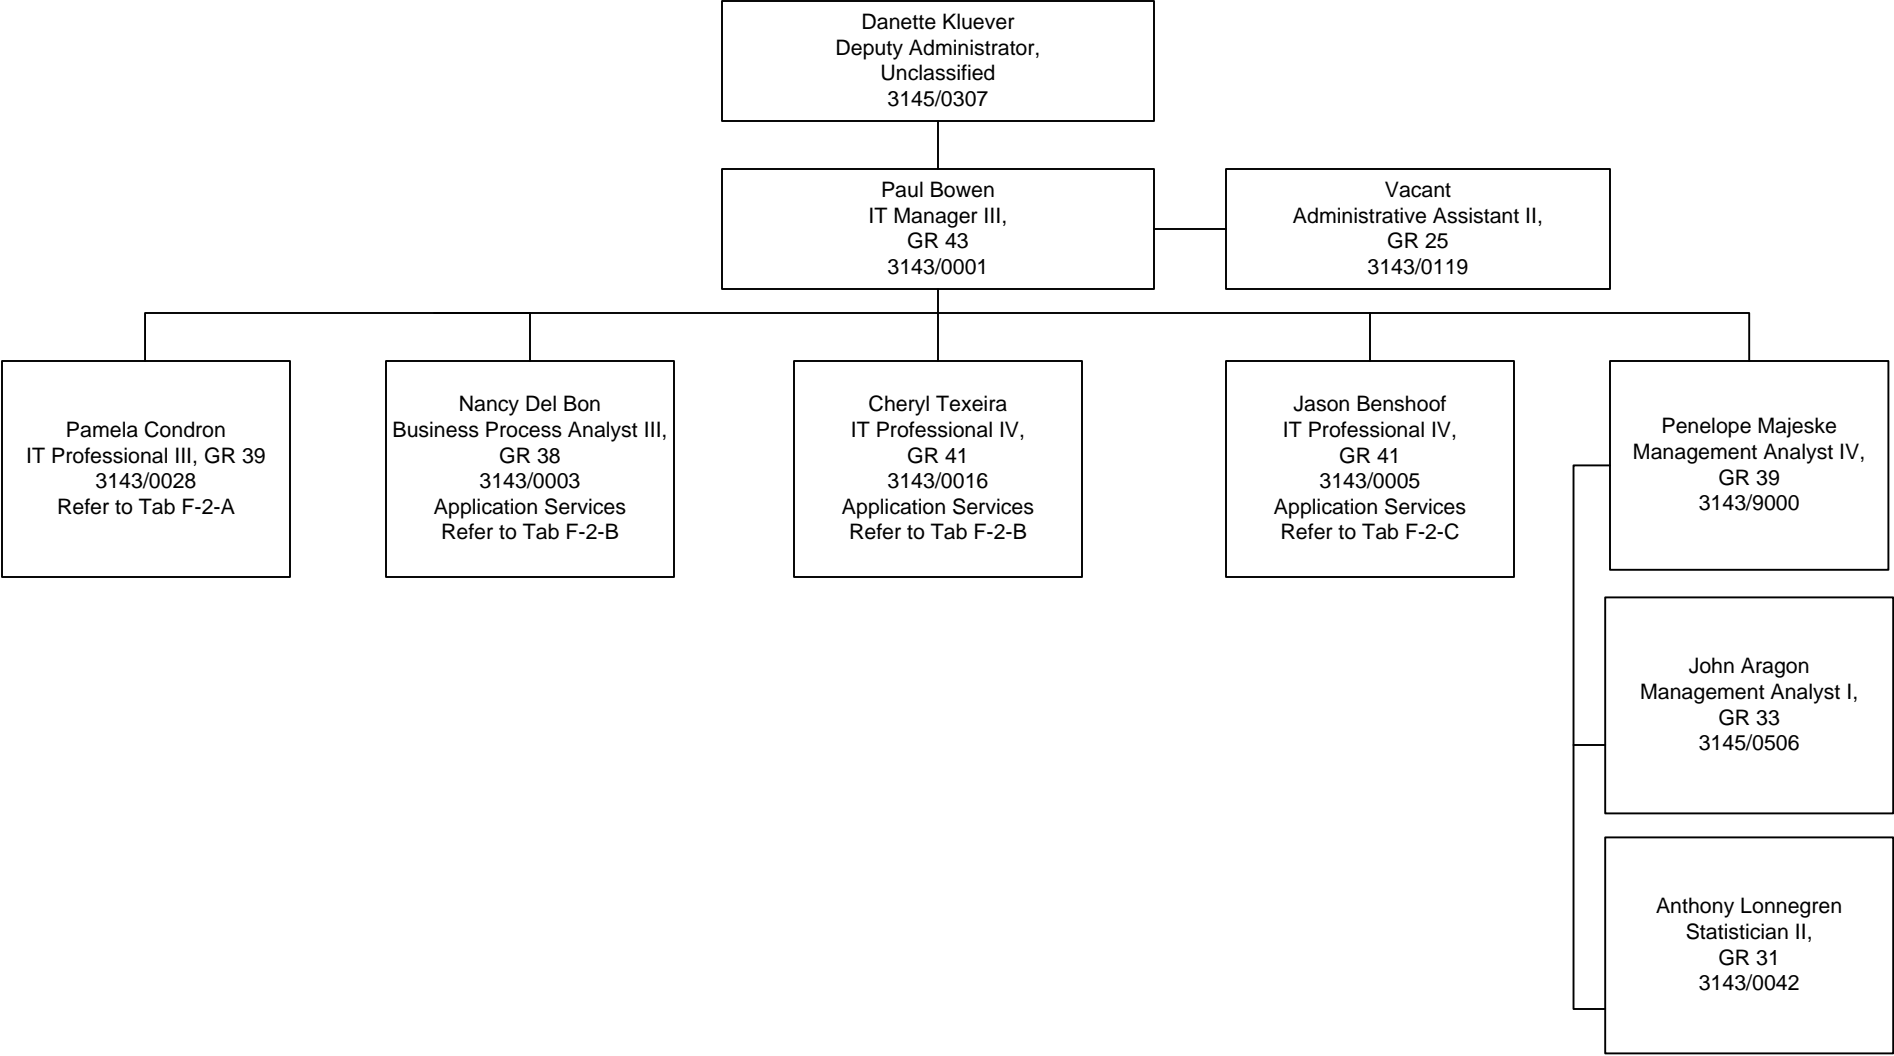 Danette Kluever
Deputy Administrator,
Unclassified
3145/0307
Paul Bowen
IT Manager III,
GR 43
3143/0001
Vacant
Administrative Assistant II,
GR 25
3143/0119
Pamela Condron
IT Professional III, GR 39
3143/0028
Refer to Tab F-2-A
Nancy Del Bon
Business Process Analyst III,
GR 38
3143/0003
Application Services
Refer to Tab F-2-B
Cheryl Texeira
IT Professional IV,
GR 41
3143/0016
Application Services
Refer to Tab F-2-B
Jason Benshoof
IT Professional IV,
GR 41
3143/0005
Application Services
Refer to Tab F-2-C
Penelope Majeske
Management Analyst IV,
GR 39
3143/9000
John Aragon
Management Analyst I,
GR 33
3145/0506
Anthony Lonnegren
Statistician II,
GR 31
3143/0042